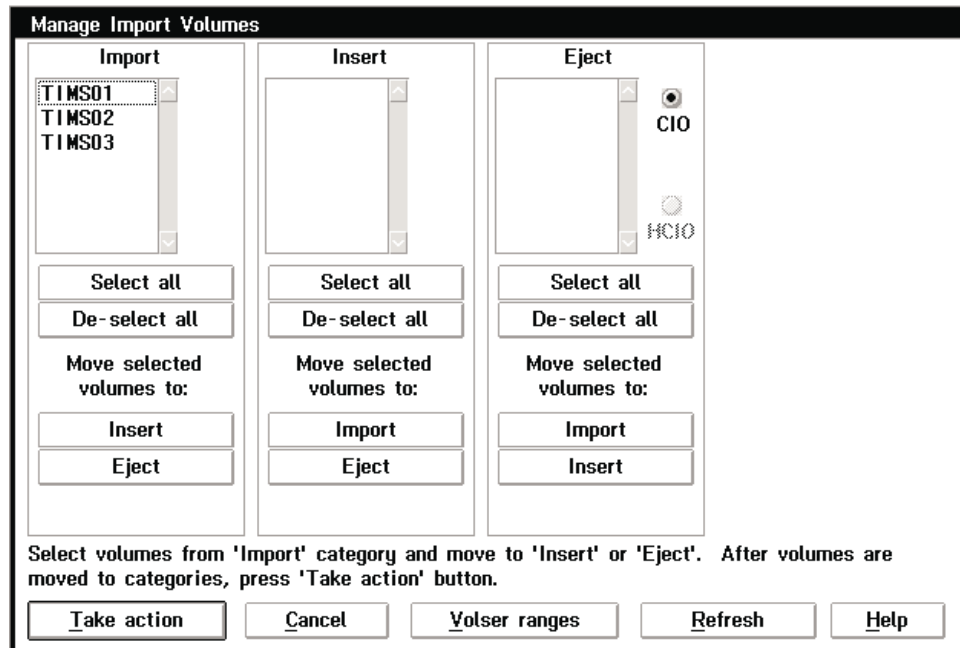 Manage Import Volumes
Import
TIMS01
TIMS02
TIMS03
Select all
De-select all
Move selected
volumes to:
Insert
Eject
Insert
Select all
De-select all
Move selected
volumes to:
Import
Eject
Eject
CIO
HCIO
Select all
De-select all
Move selected
volumes to:
Import
Insert
Select volumes from 'Import' category and move to 'Insert' or 'Eject'. After volumes are
moved to categories, press 'Take action' button.
Take action Cancel Volser ranges Refresh Help